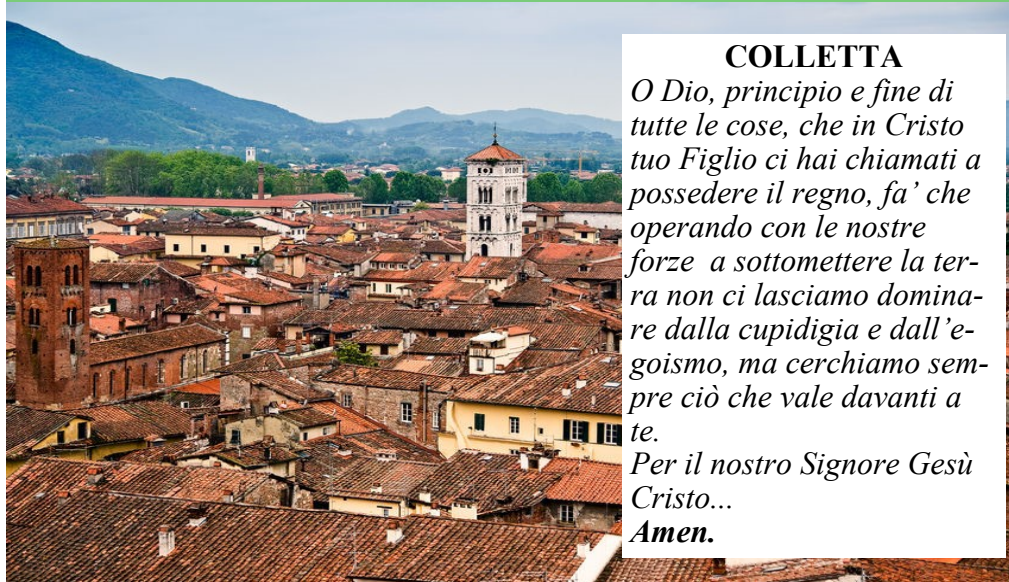 COLLETTA
O Dio, principio e fine di
tutte le cose, che in Cristo
tuo Figlio ci hai chiamati a
possedere il regno, fa’ che
operando con le nostre
forze  a sottomettere la ter-
ra non ci lasciamo domina-
re dalla cupidigia e dall’e-
goismo, ma cerchiamo sem-
pre ciò che vale davanti a
te.
Per il nostro Signore Gesù
Cristo...
Amen.